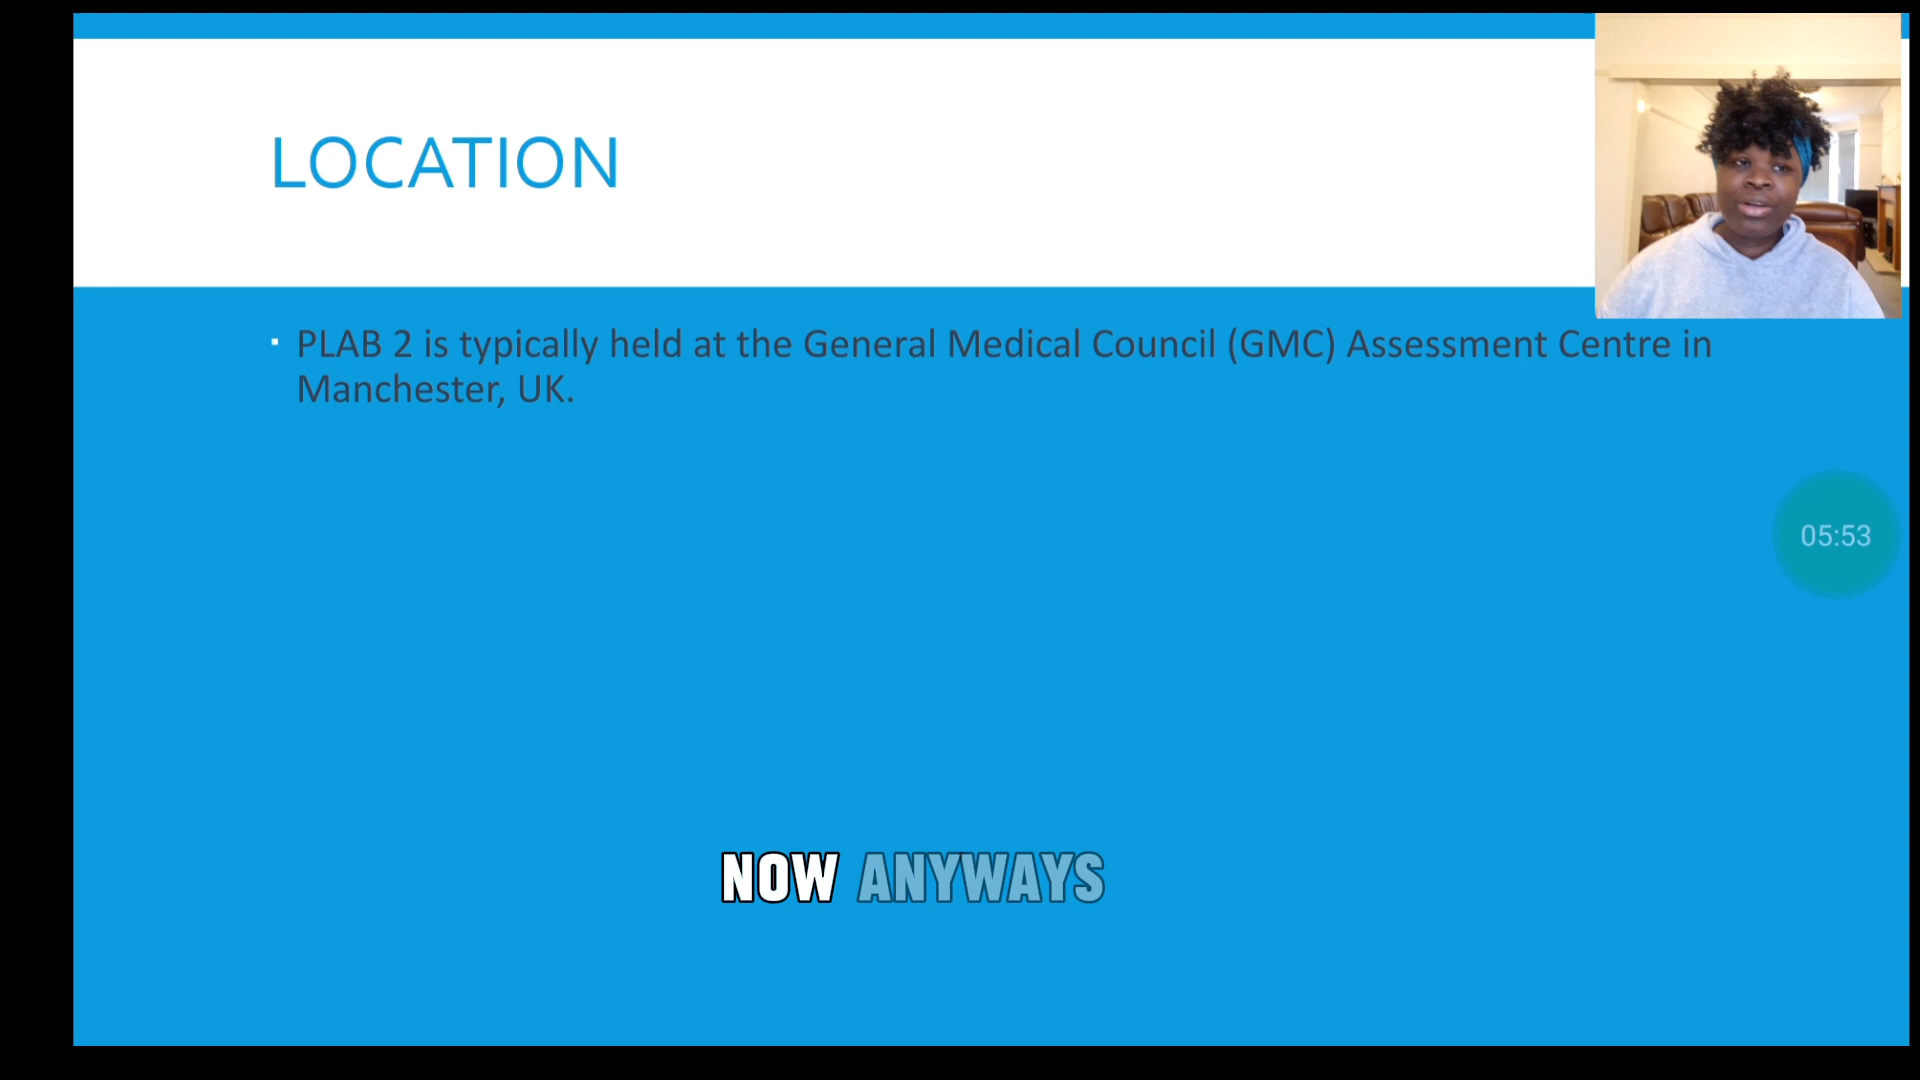 LOCATION
▪ PLAB 2 is typically held at the General Medical Council (GMC) Assessment Centre in
Manchester, UK.
05:53
NOW ANYWAYS